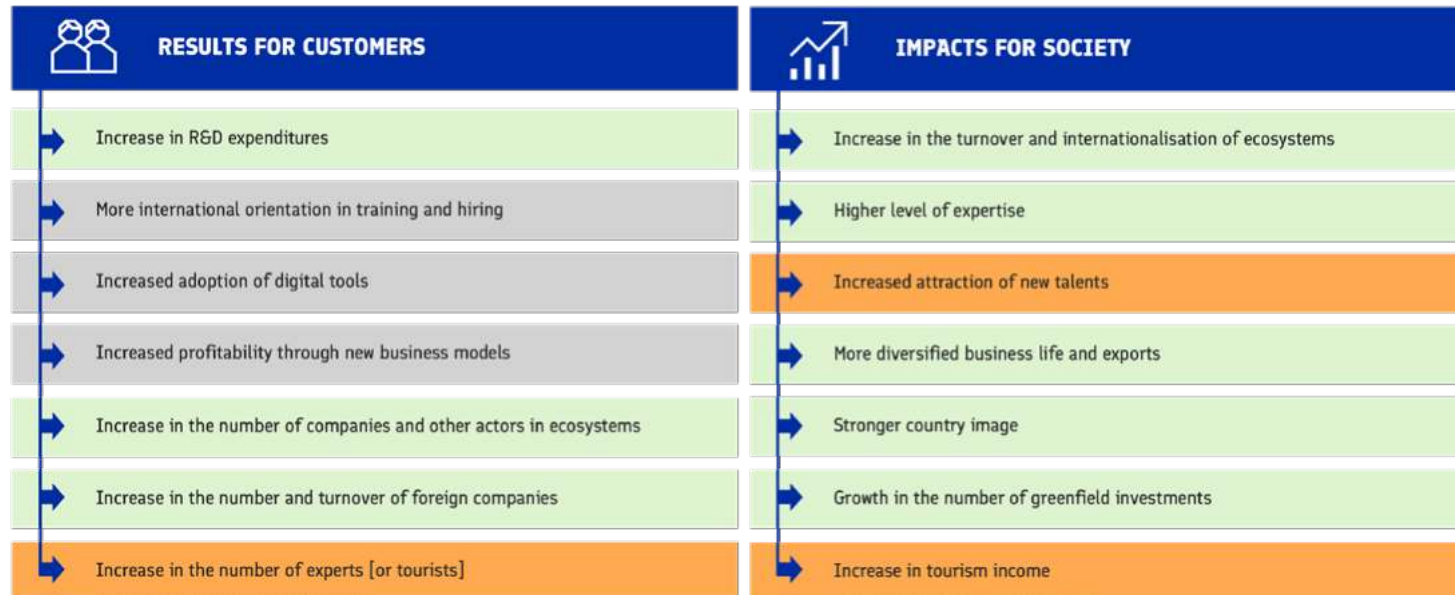 RESULTS FOR CUSTOMERS
Increase in R&D expenditures
More international orientation in training and hiring
Increased adoption of digital tools
Increased profitability through new business models
Increase in the number of companies and other actors in ecosystems
Increase in the number and turnover of foreign companies
Increase in the number of experts [or tourists]
IMPACTS FOR SOCIETY
Increase in the turnover and internationalisation of ecosystems
Higher level of expertise
Increased attraction of new talents
More diversified business life and exports
Stronger country image
Growth in the number of greenfield investments
Increase in tourism income